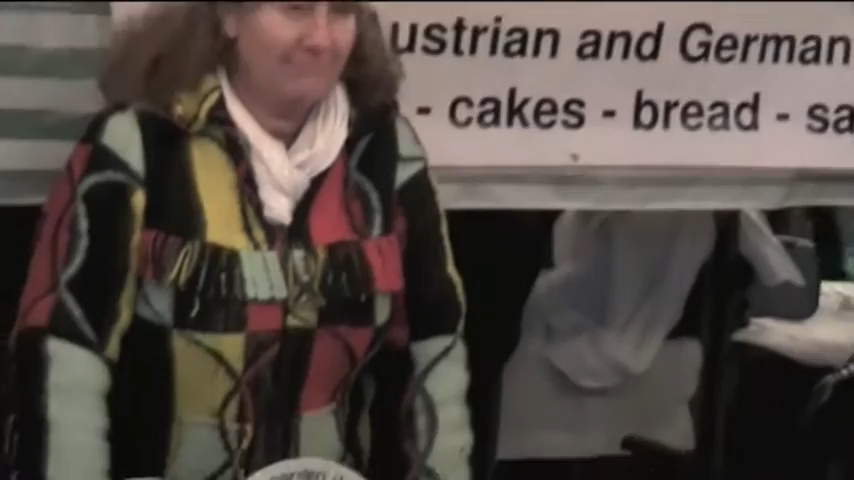 ustrian and German
- cakes - bread - sa